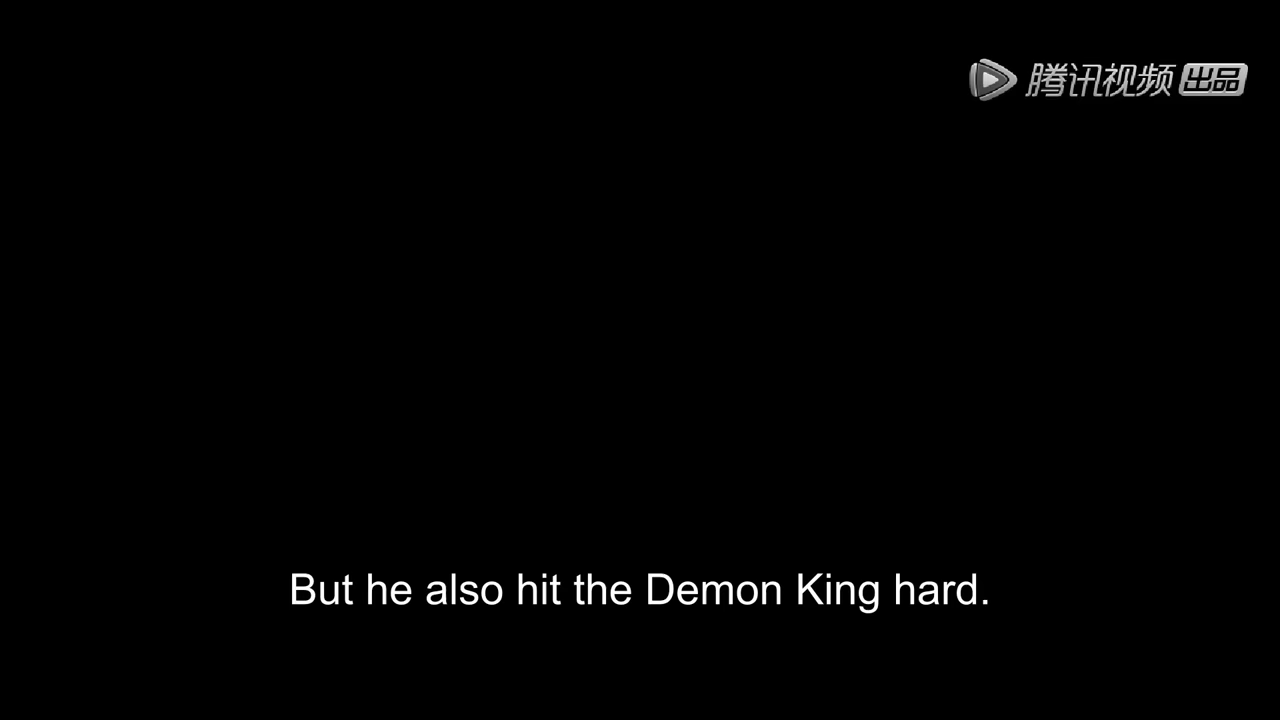 腾讯视频 出品
But he also hit the Demon King hard.